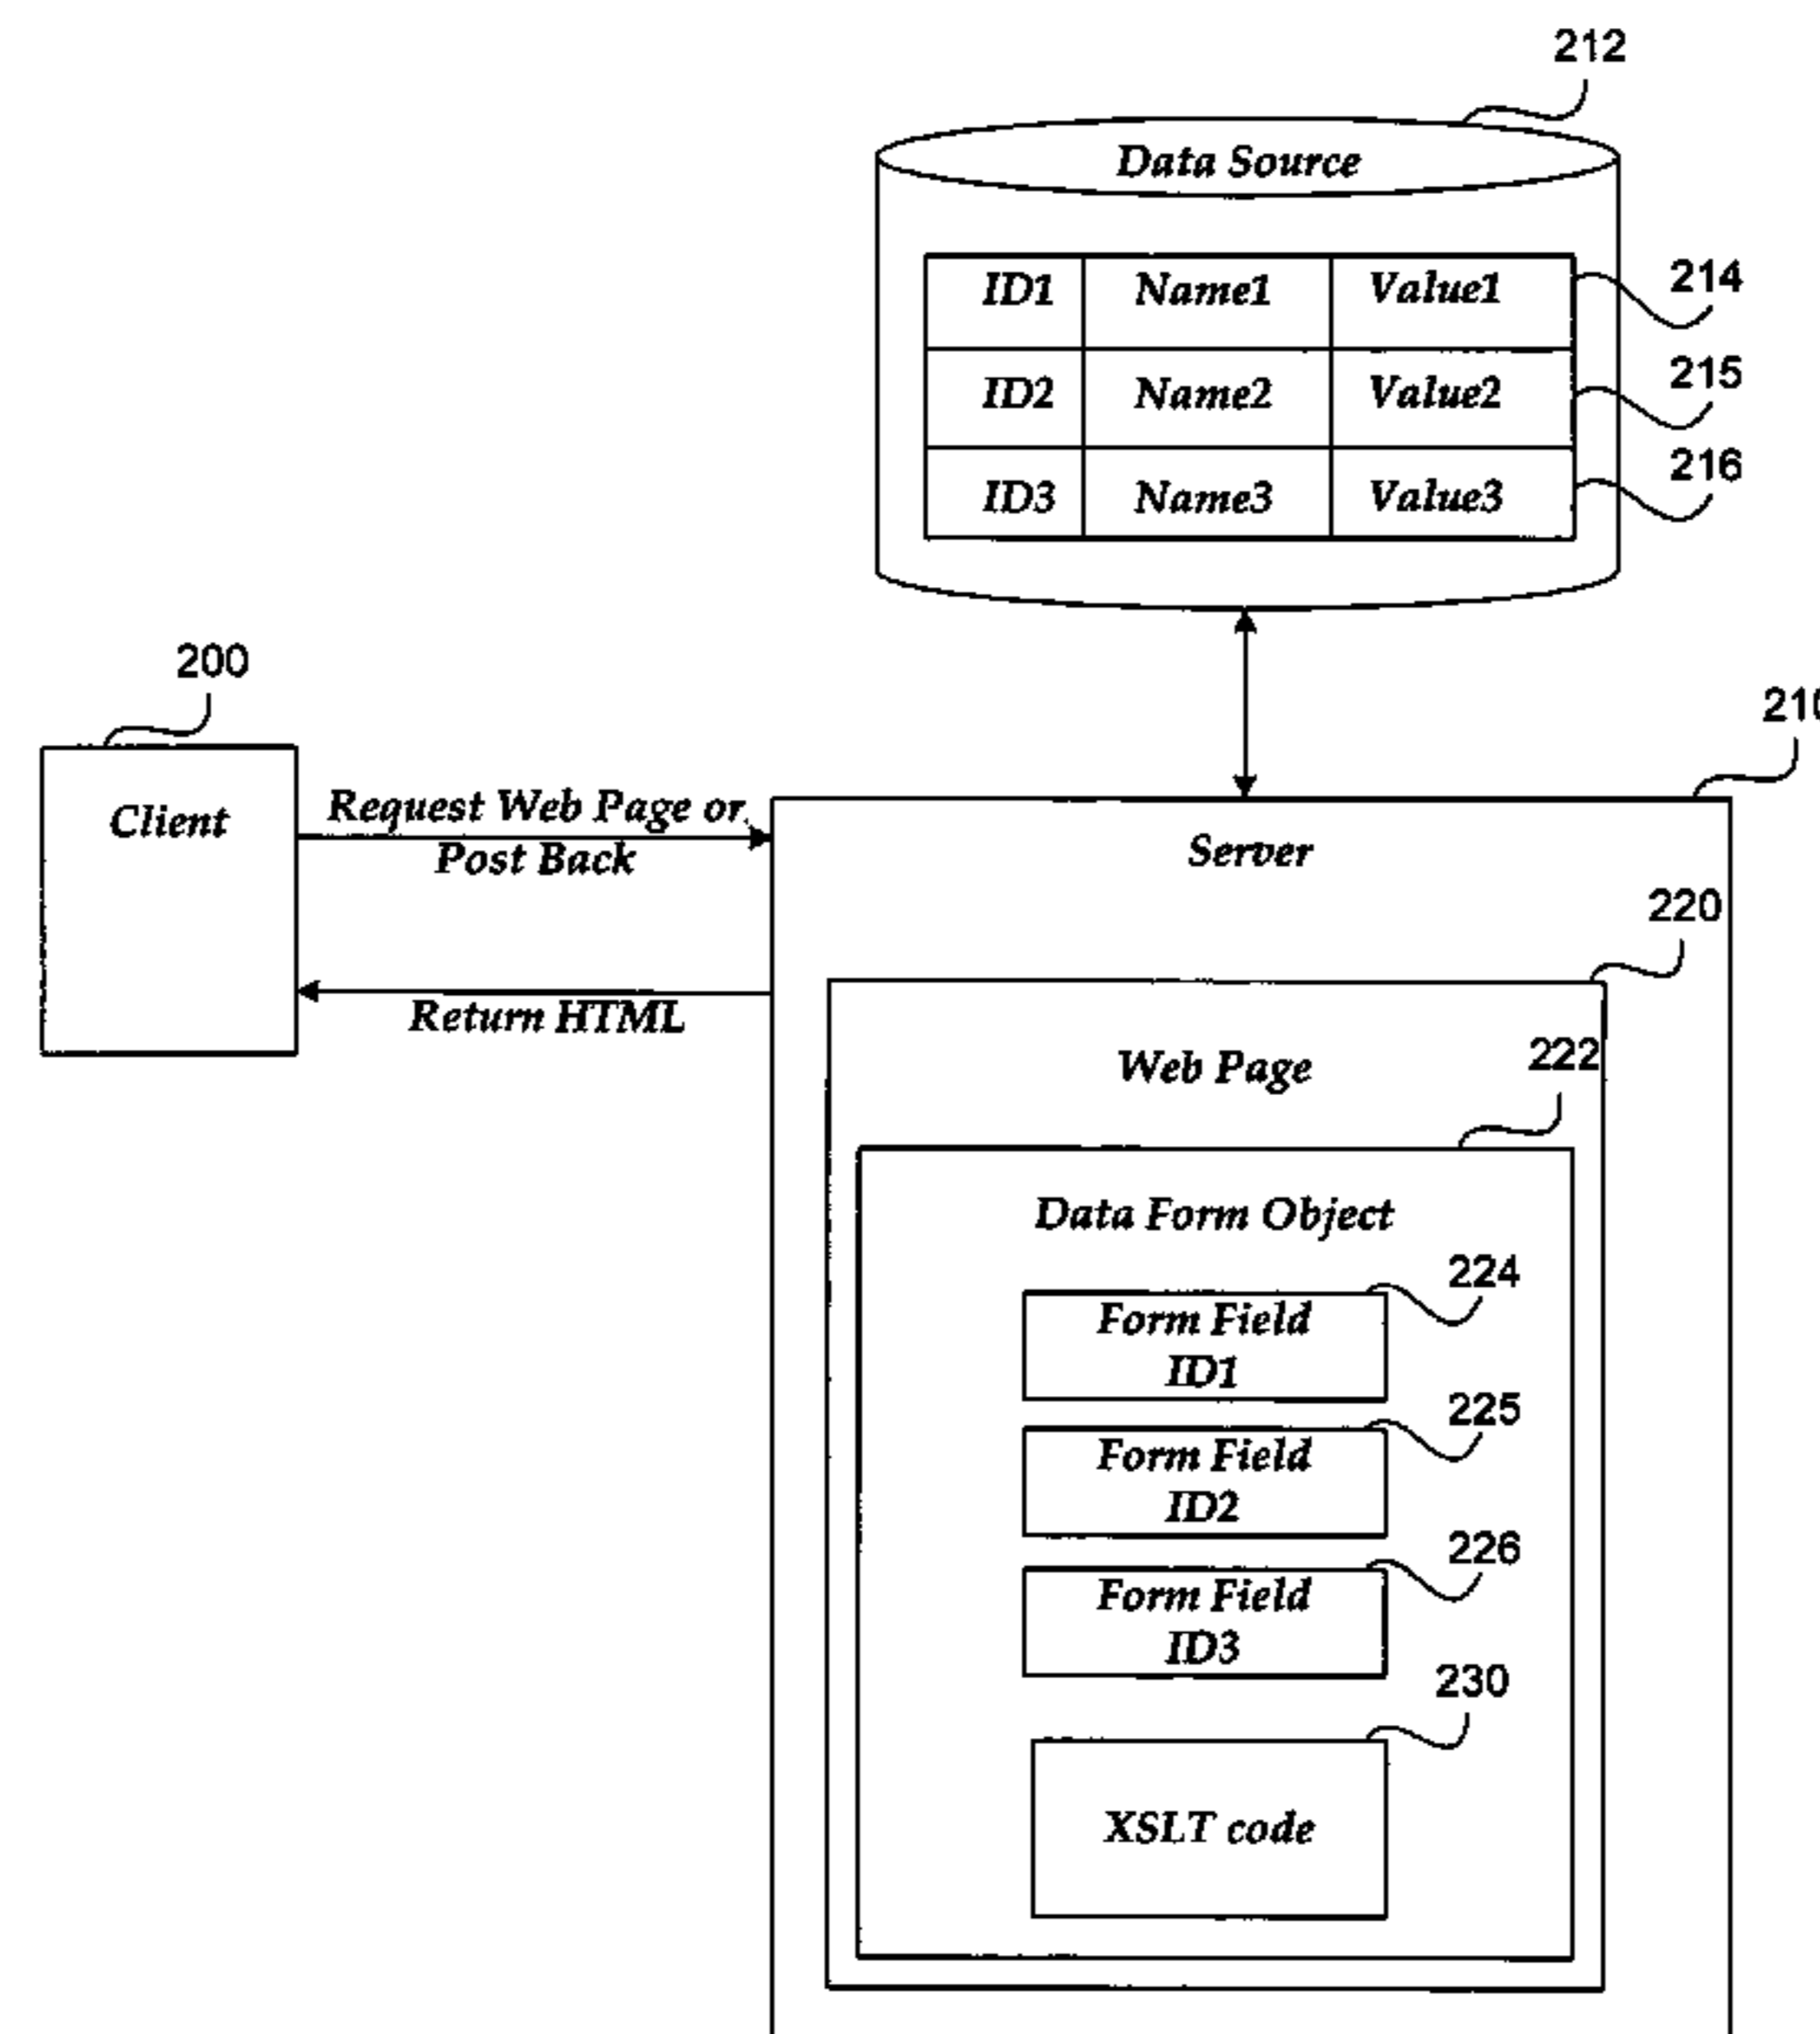 212
Data Source
ID1 Name1 Value1
214
ID2 Name2 Value2
215
ID3 Name3 Value3
216
200
210
Client
Request Web Page or
Post Back
Return HTML
Server
220
Web Page
222
Data Form Object
224
Form Field
ID1
225
Form Field
ID2
226
Form Field
ID3
230
XSLT code